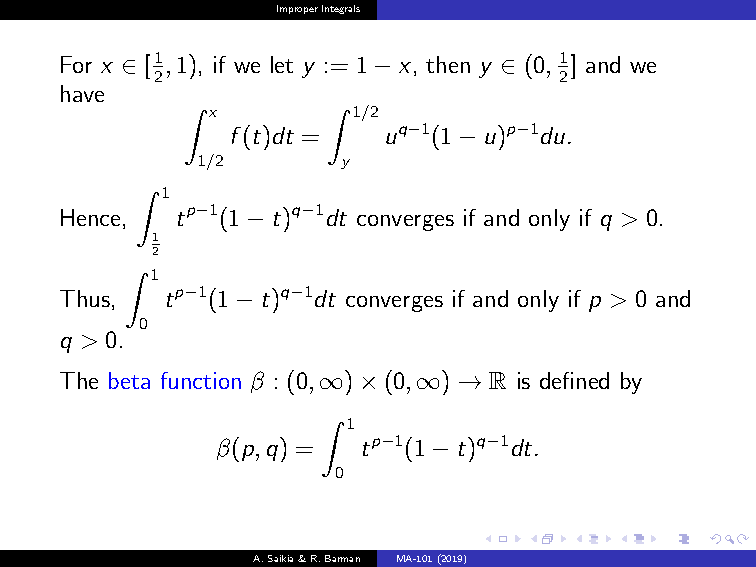 Improper Integrals
For x ∈ [1/2, 1), if we let y := 1 − x, then y ∈ (0, 1/2] and we
have
∫_{1/2}^{x} f(t)dt = ∫_{y}^{1/2} u^{q−1}(1 − u)^{p−1}du.
Hence, ∫_{1/2}^{1} t^{p−1}(1 − t)^{q−1}dt converges if and only if q > 0.
Thus, ∫_{0}^{1} t^{p−1}(1 − t)^{q−1}dt converges if and only if p > 0 and
q > 0.
The beta function β : (0, ∞) × (0, ∞) → ℝ is defined by
β(p, q) = ∫_{0}^{1} t^{p−1}(1 − t)^{q−1}dt.
A. Saikia & R. Barman MA-101 (2019)